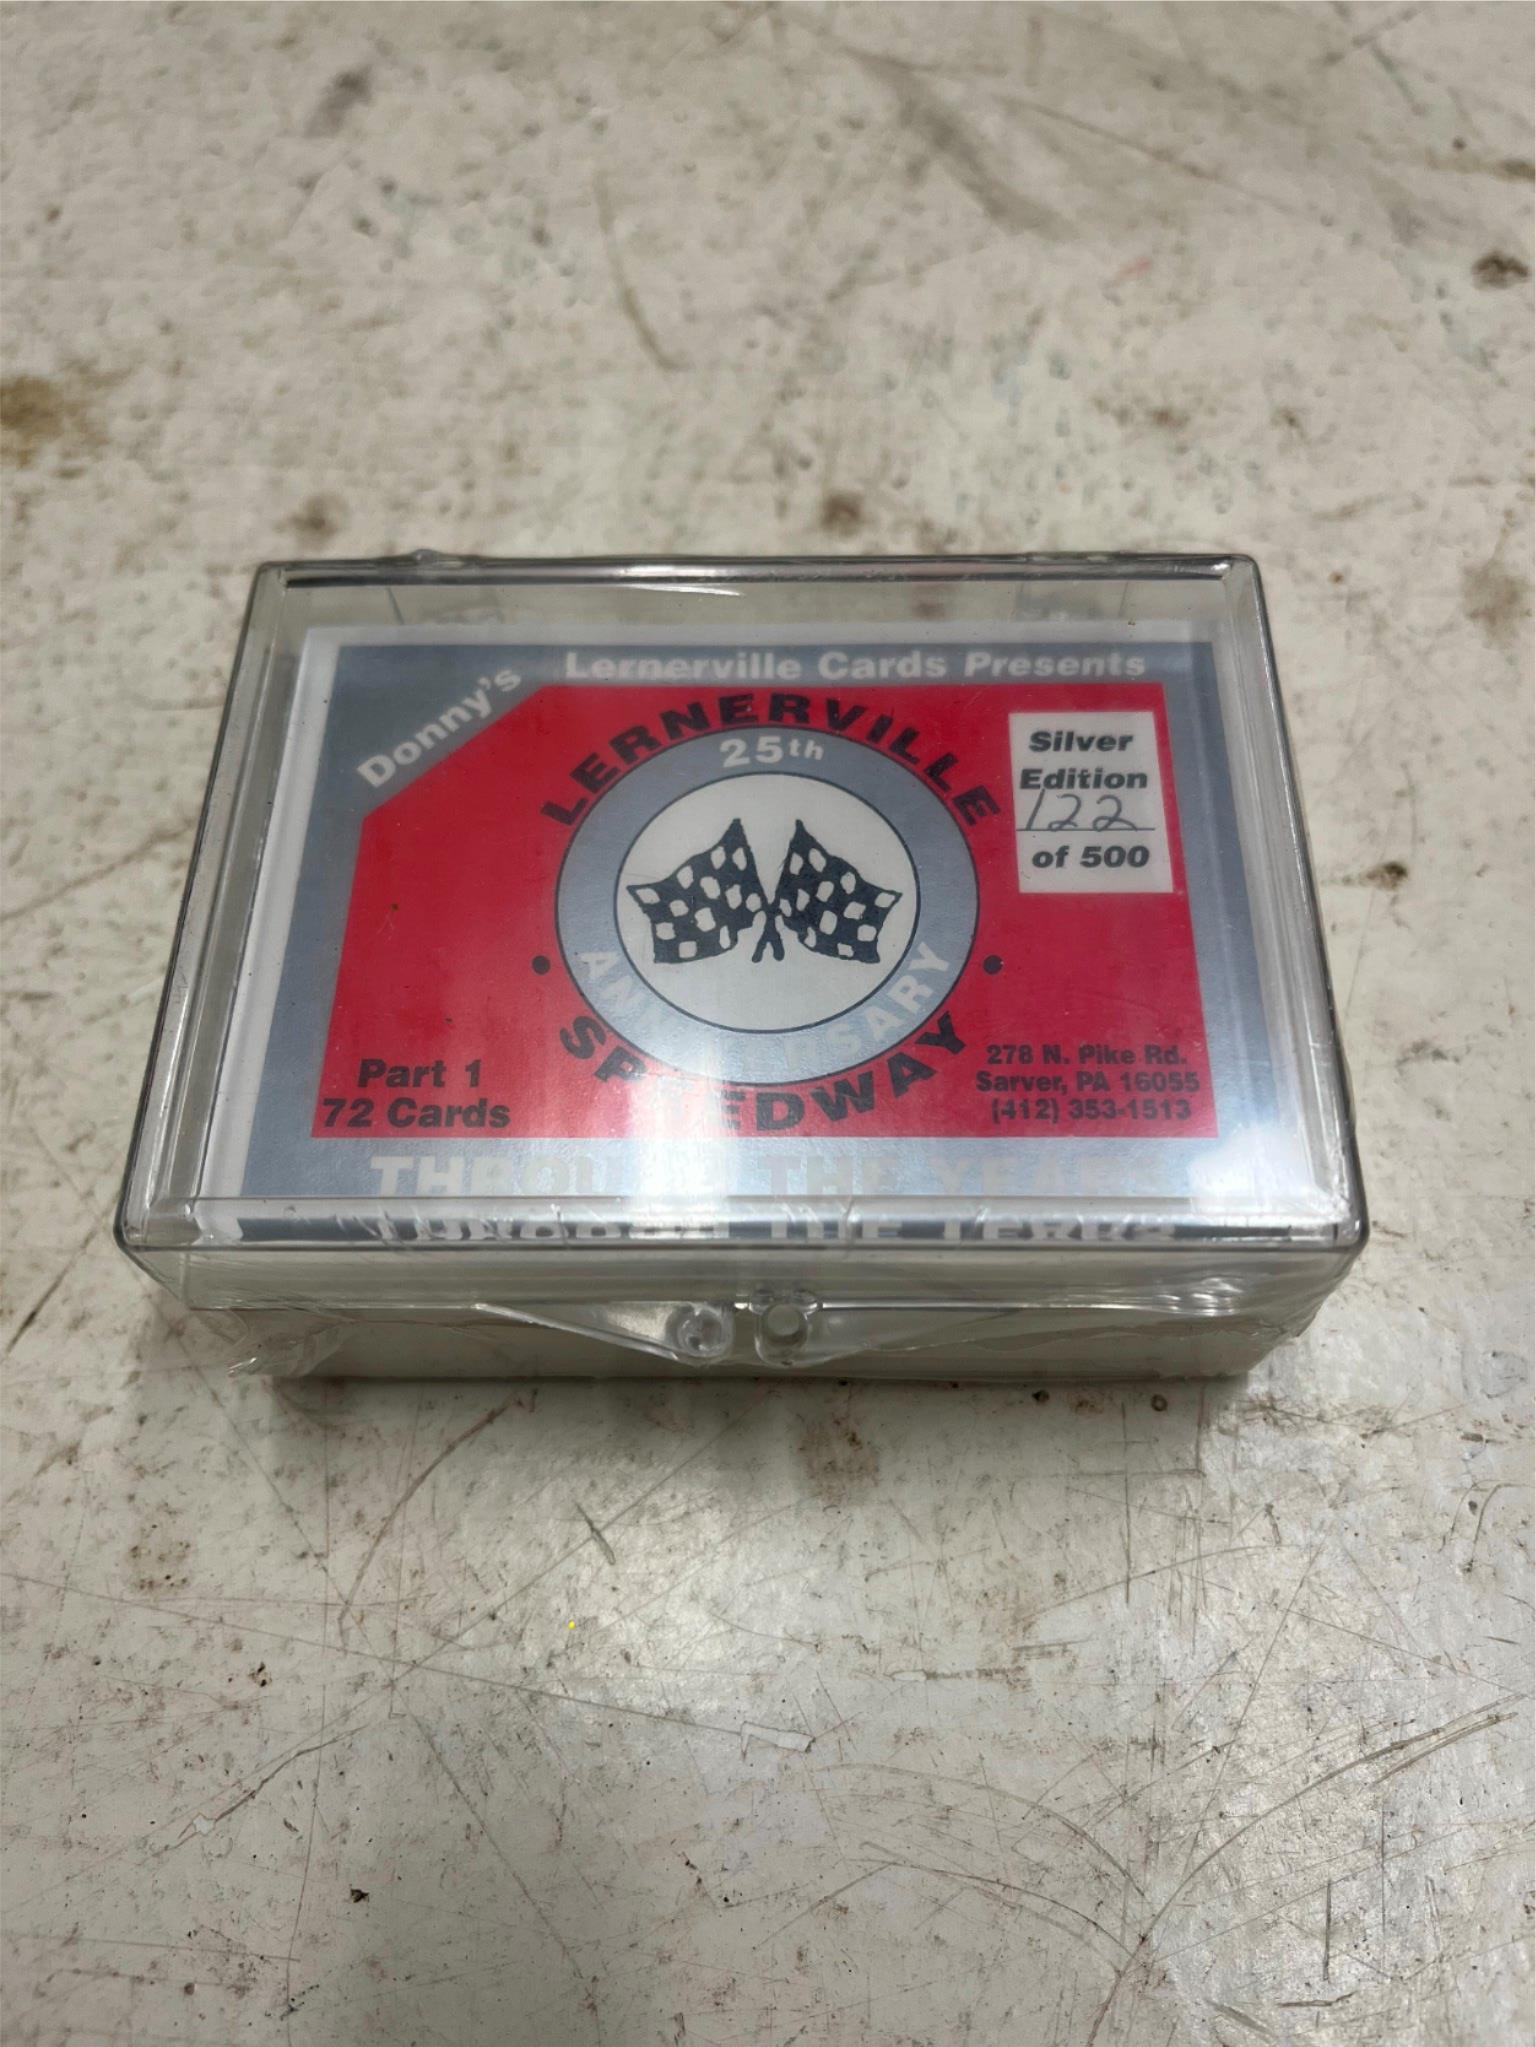 Donny's
Lernerville Cards Presents
LERNERVILLE
25th
ANNIVERSARY
SPEEDWAY
Silver
Edition
122
of 500
Part 1
72 Cards
278 N. Pike Rd.
Sarver, PA 16055
(412) 353-1513
THROUGH THE YEARS